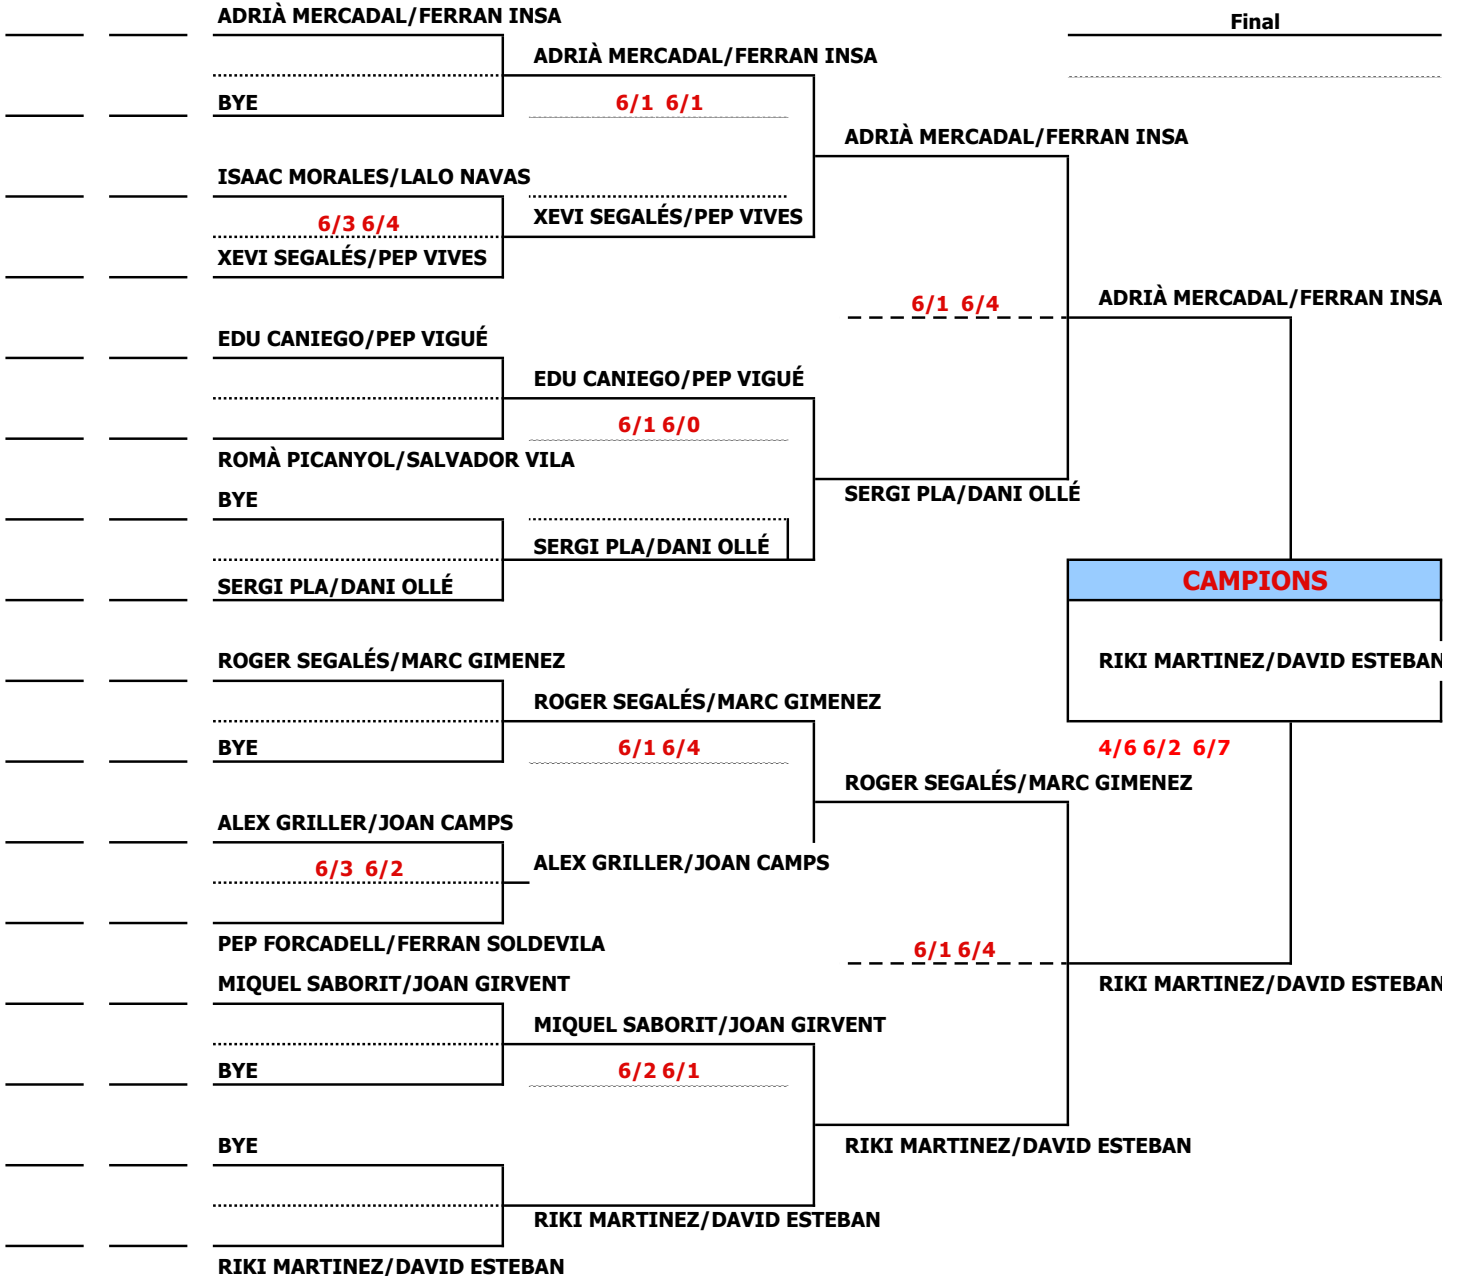 ADRIÀ MERCADAL/FERRAN INSA
Final
ADRIÀ MERCADAL/FERRAN INSA
BYE
6/1 6/1
ADRIÀ MERCADAL/FERRAN INSA
ISAAC MORALES/LALO NAVAS
6/3 6/4
XEVI SEGALÉS/PEP VIVES
XEVI SEGALÉS/PEP VIVES
6/1 6/4
ADRIÀ MERCADAL/FERRAN INSA
EDU CANIEGO/PEP VIGUÉ
EDU CANIEGO/PEP VIGUÉ
6/1 6/0
ROMÀ PICANYOL/SALVADOR VILA
BYE
SERGI PLA/DANI OLLÉ
SERGI PLA/DANI OLLÉ
SERGI PLA/DANI OLLÉ
CAMPIONS
ROGER SEGALÉS/MARC GIMENEZ
RIKI MARTINEZ/DAVID ESTEBAN
ROGER SEGALÉS/MARC GIMENEZ
BYE
6/1 6/4
4/6 6/2 6/7
ROGER SEGALÉS/MARC GIMENEZ
ALEX GRILLER/JOAN CAMPS
6/3 6/2
ALEX GRILLER/JOAN CAMPS
PEP FORCADELL/FERRAN SOLDEVILA
6/1 6/4
MIQUEL SABORIT/JOAN GIRVENT
RIKI MARTINEZ/DAVID ESTEBAN
MIQUEL SABORIT/JOAN GIRVENT
BYE
6/2 6/1
BYE
RIKI MARTINEZ/DAVID ESTEBAN
RIKI MARTINEZ/DAVID ESTEBAN
RIKI MARTINEZ/DAVID ESTEBAN